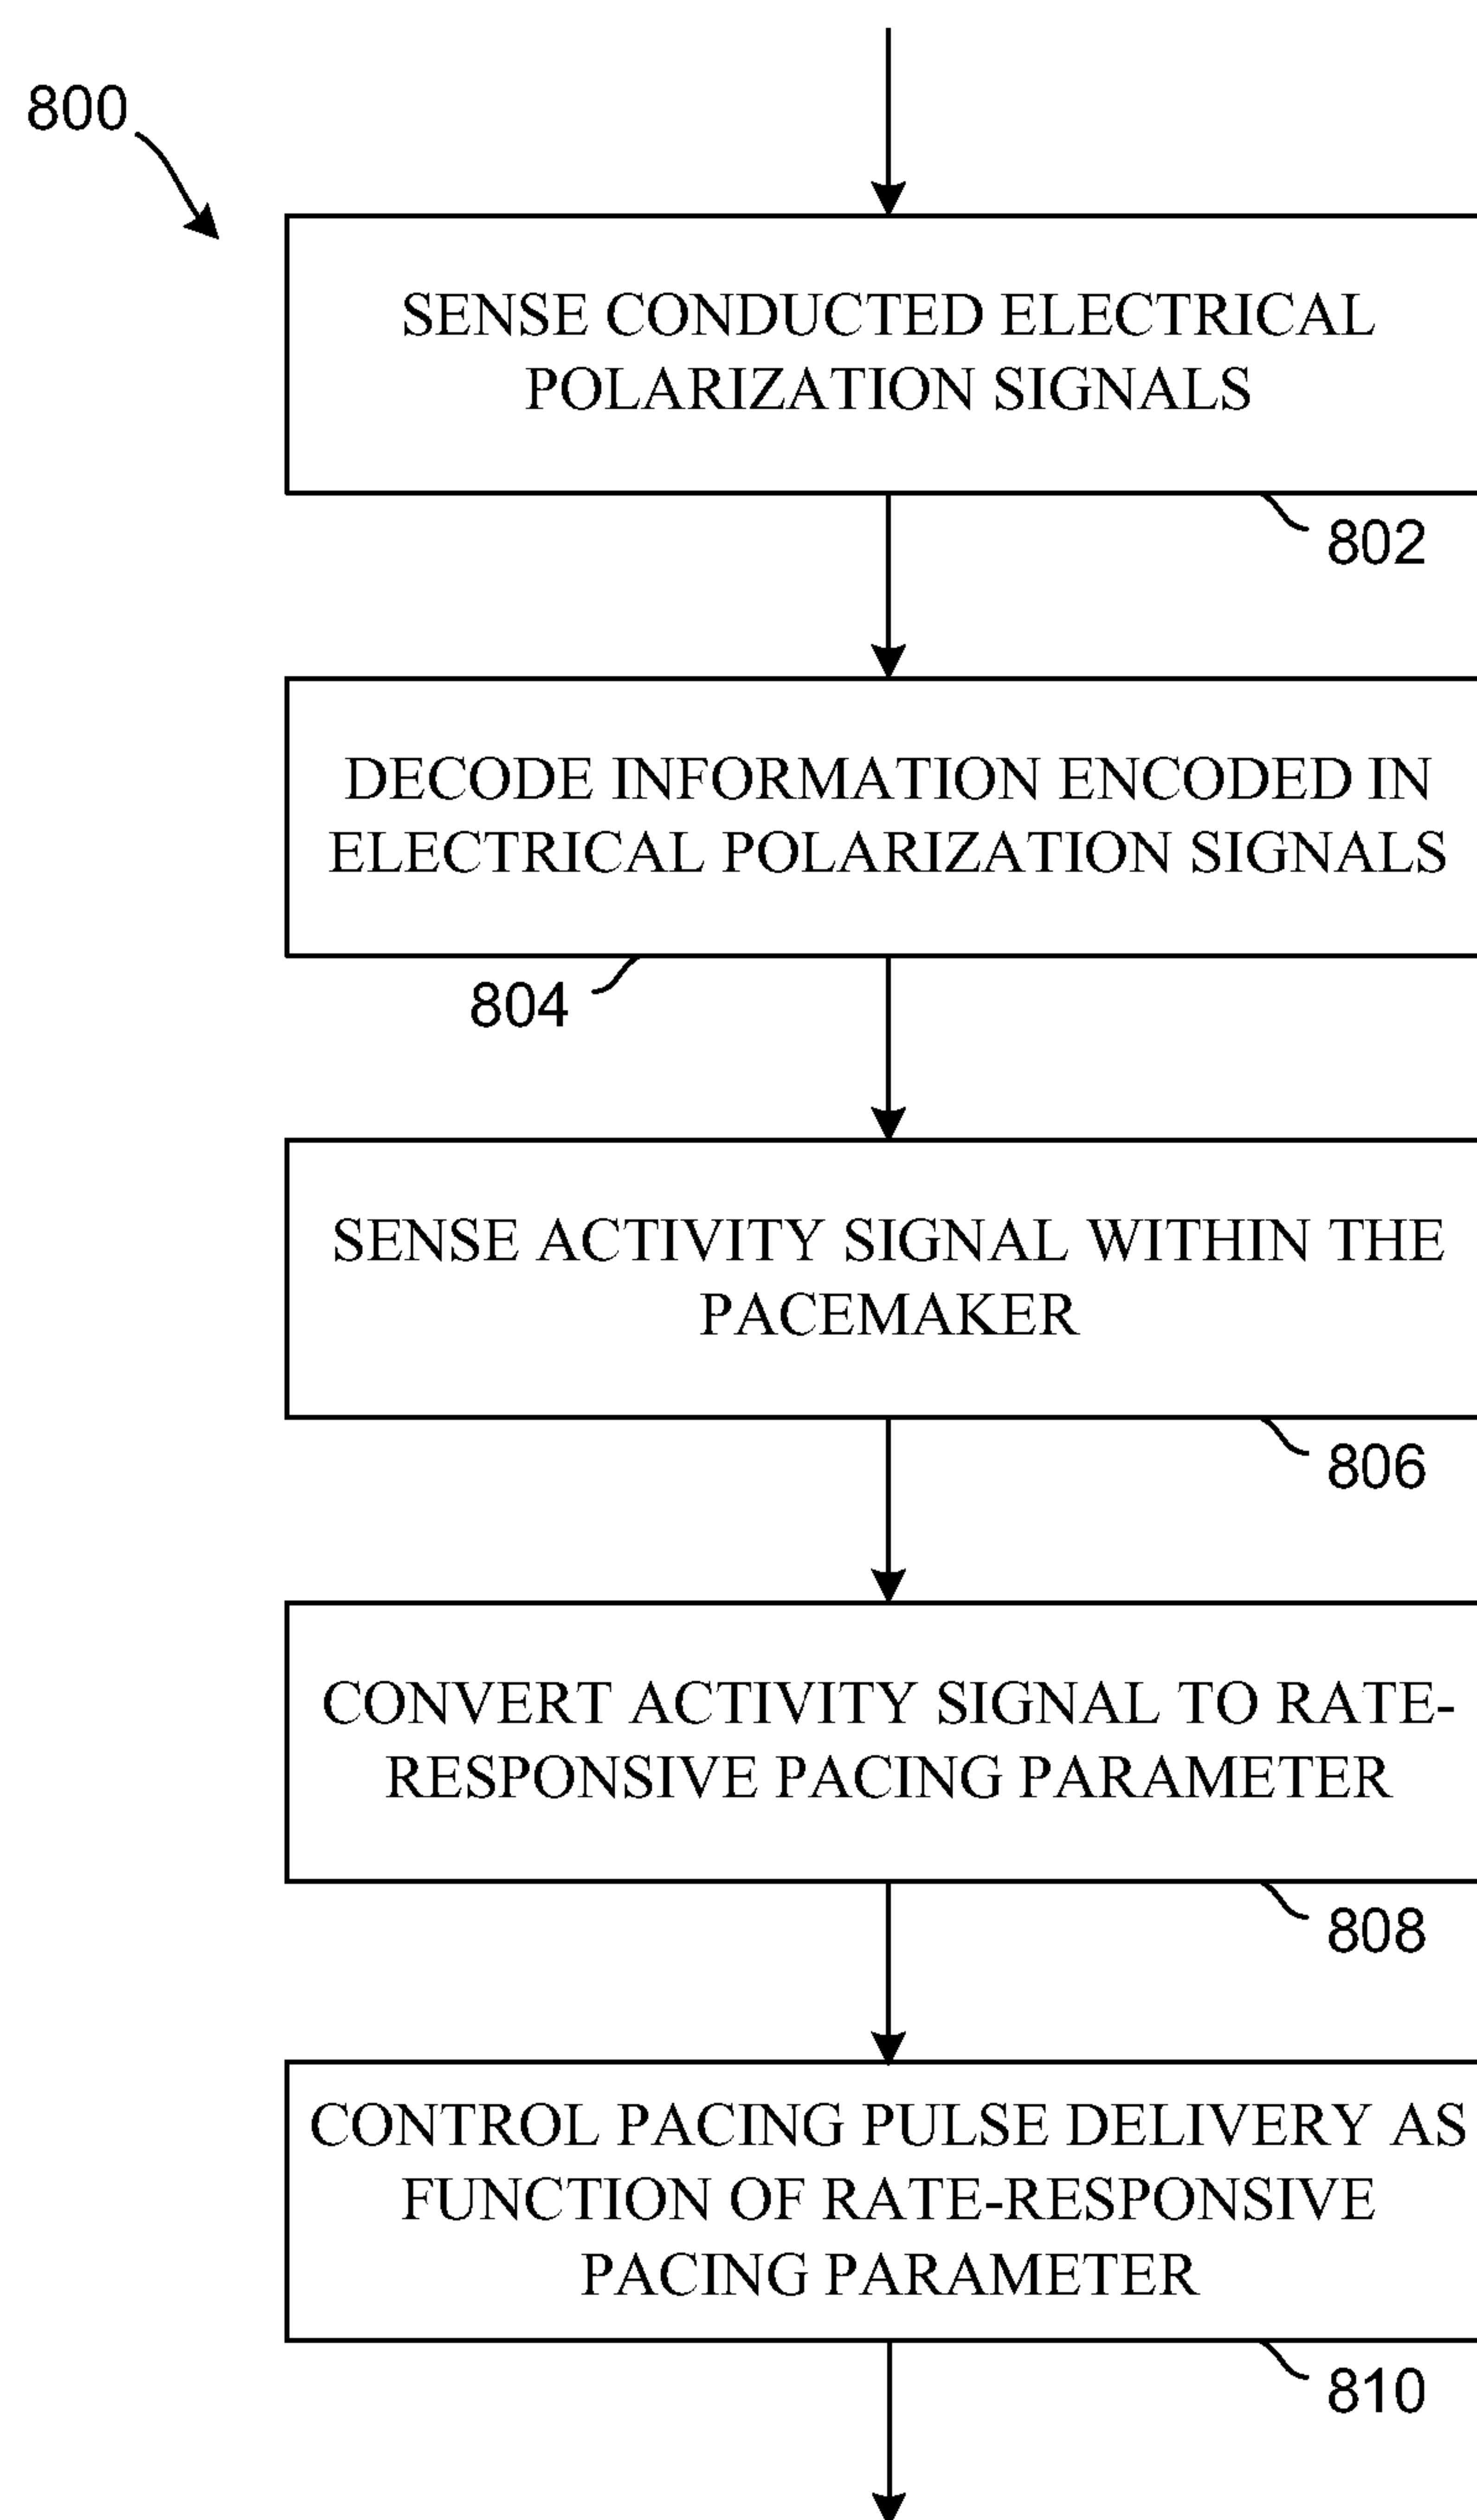 800
SENSE CONDUCTED ELECTRICAL
POLARIZATION SIGNALS
802
DECODE INFORMATION ENCODED IN
ELECTRICAL POLARIZATION SIGNALS
804
SENSE ACTIVITY SIGNAL WITHIN THE
PACEMAKER
806
CONVERT ACTIVITY SIGNAL TO RATE-
RESPONSIVE PACING PARAMETER
808
CONTROL PACING PULSE DELIVERY AS
FUNCTION OF RATE-RESPONSIVE
PACING PARAMETER
810